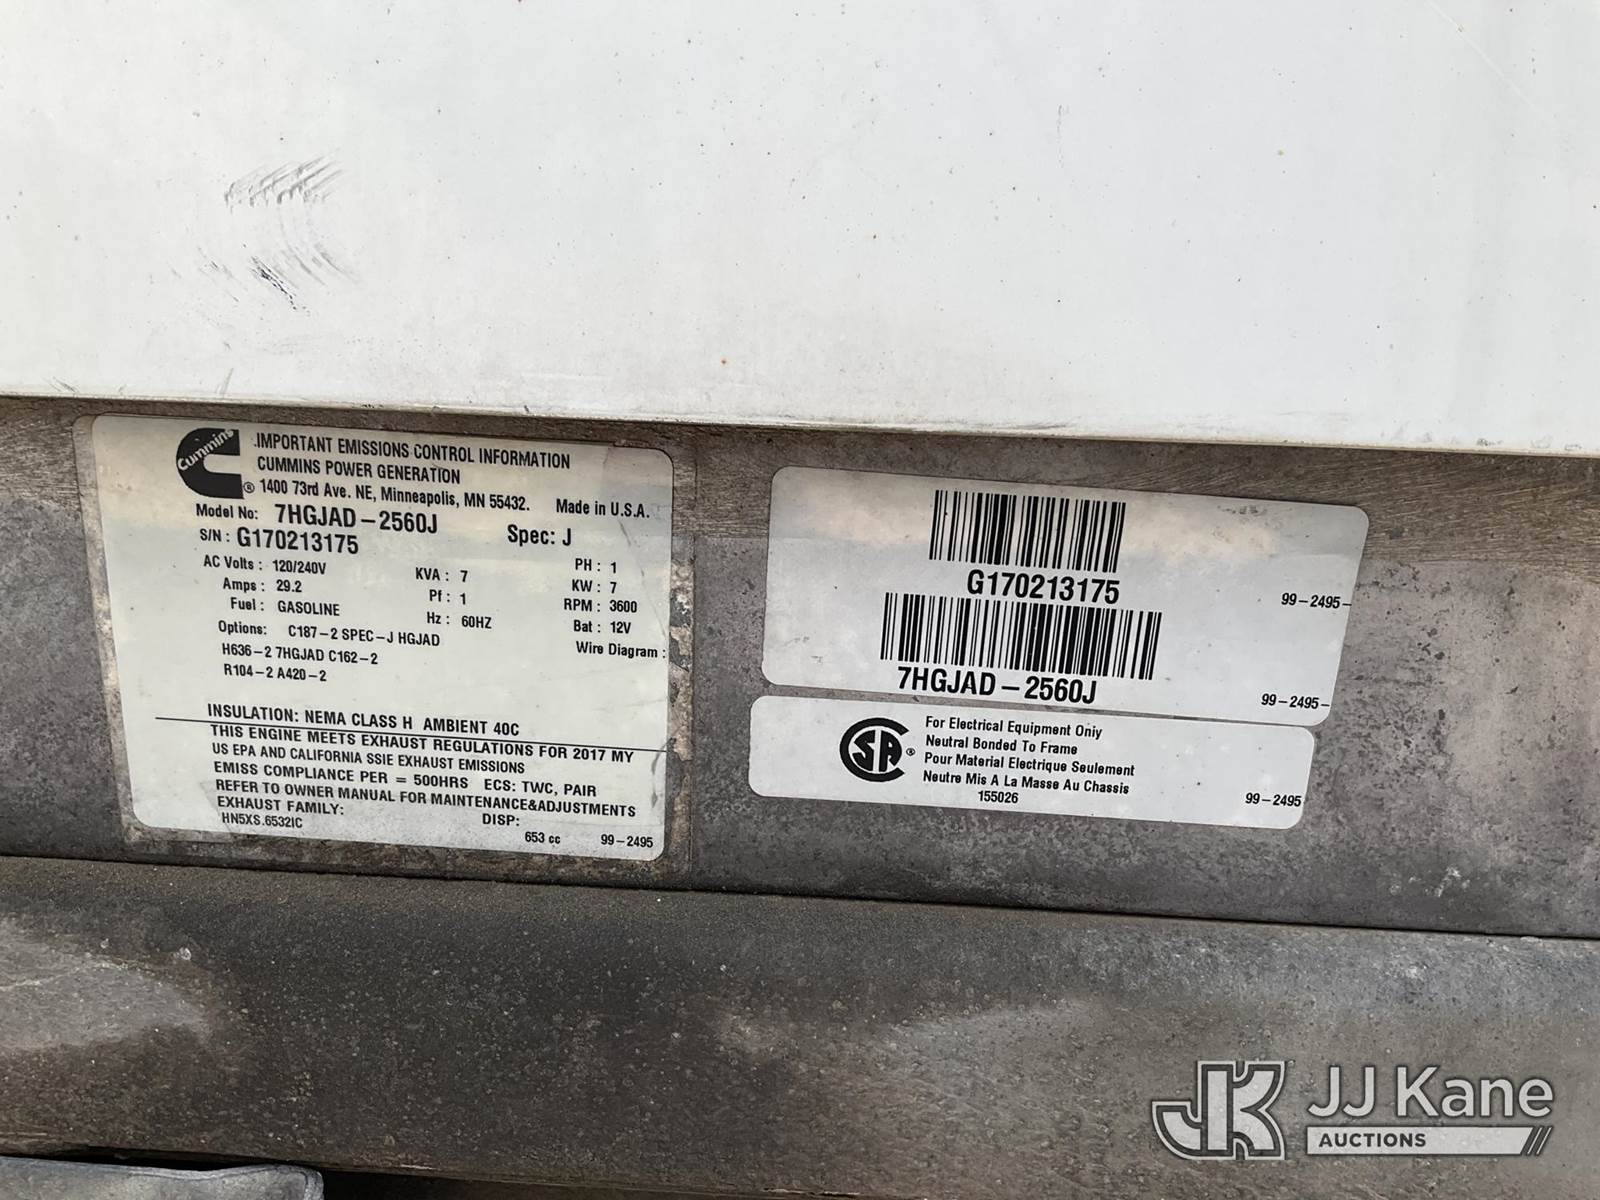 Cummins
IMPORTANT EMISSIONS CONTROL INFORMATION
CUMMINS POWER GENERATION
® 1400 73rd Ave. NE, Minneapolis, MN 55432. Made in U.S.A.
Model No: 7HGJAD-2560J Spec: J
S/N: G170213175
AC Volts: 120/240V KVA: 7 PH: 1
Amps: 29.2 Pf: 1 KW: 7
Fuel: GASOLINE Hz: 60HZ RPM: 3600
Bat: 12V
Options: C187-2 SPEC-J HGJAD Wire Diagram:
H636-2 7HGJAD C162-2
R104-2 A420-2
INSULATION: NEMA CLASS H AMBIENT 40C
THIS ENGINE MEETS EXHAUST REGULATIONS FOR 2017 MY
US EPA AND CALIFORNIA SSIE EXHAUST EMISSIONS
EMISS COMPLIANCE PER = 500HRS ECS: TWC, PAIR
REFER TO OWNER MANUAL FOR MAINTENANCE&ADJUSTMENTS
EXHAUST FAMILY: DISP:
HN5XS.6532IC 653 cc 99-2495
G170213175 99-2495-
7HGJAD-2560J 99-2495-
SA ®
For Electrical Equipment Only
Neutral Bonded To Frame
Pour Material Electrique Seulement
Neutre Mis A La Masse Au Chassis
155026 99-2495
JK JJ Kane
AUCTIONS